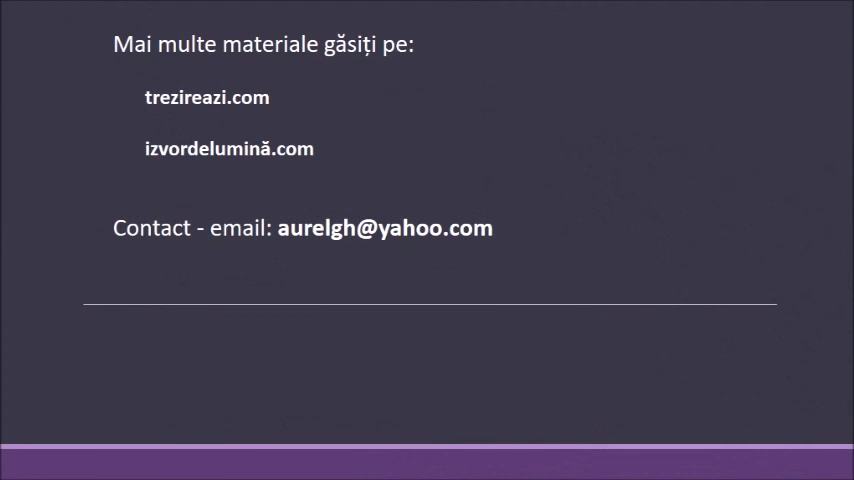 Mai multe materiale găsiți pe:
trezireazi.com
izvordelumină.com
Contact - email: aurelgh@yahoo.com